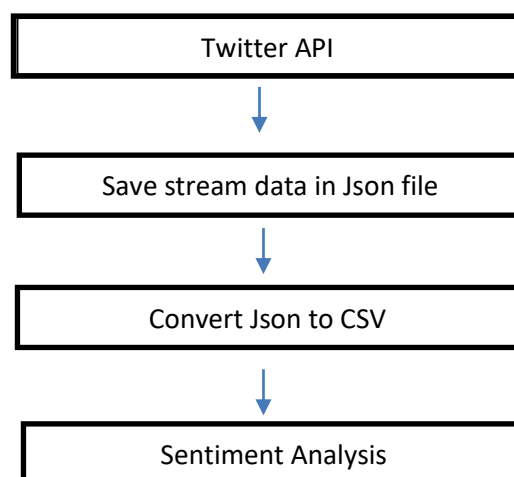 Twitter API
Save stream data in Json file
Convert Json to CSV
Sentiment Analysis